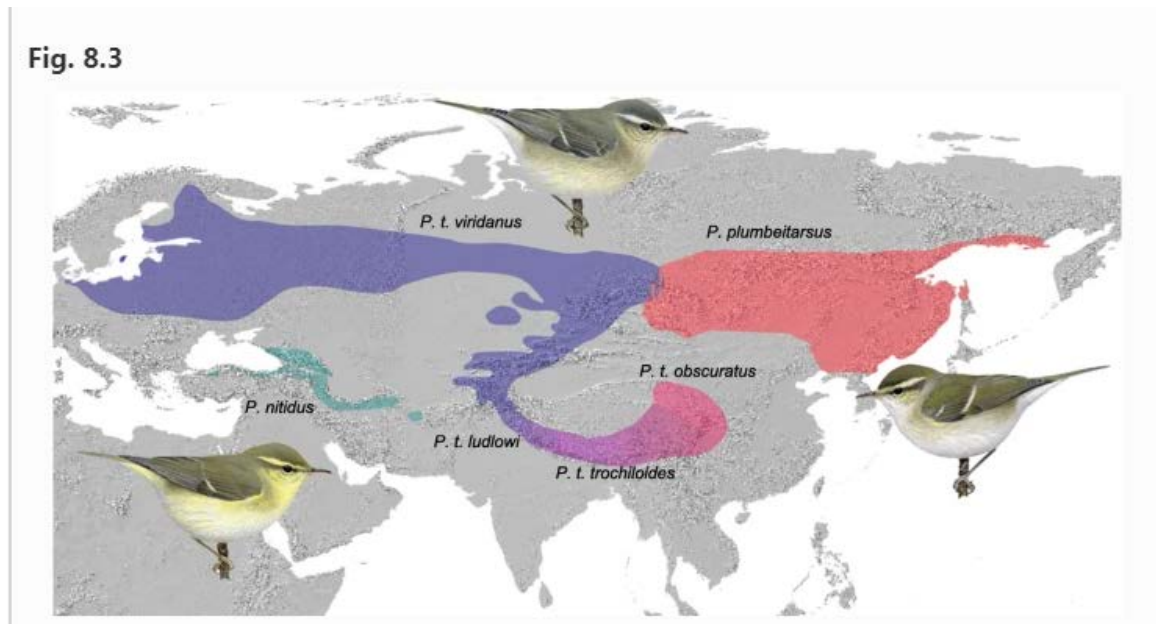 Fig. 8.3
P. t. viridanus
P. plumbeitarsus
P. t. obscuratus
P. nitidus
P. t. ludlowi
P. t. trochiloides